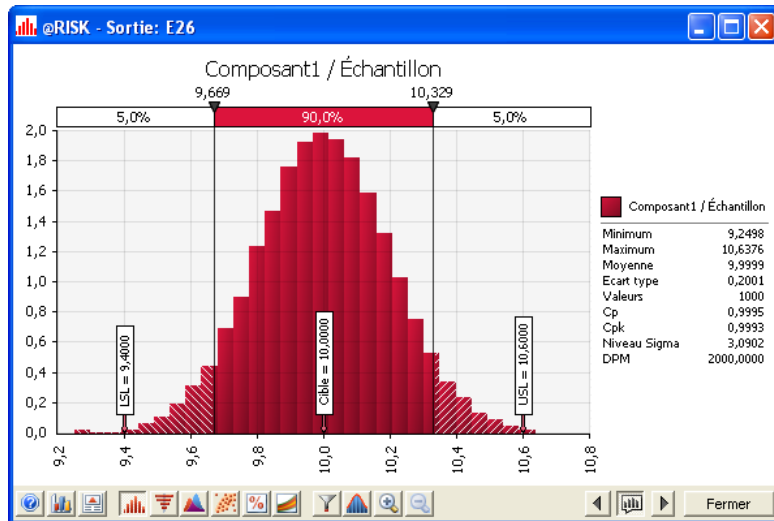 @RISK - Sortie: E26
Composant1 / Échantillon
9,669 10,329
5,0% 90,0% 5,0%
2,0
1,8
1,6
1,4
1,2
1,0
0,8
0,6
0,4
0,2
0,0
LSL = 9,4000
Cible = 10,0000
USL = 10,6000
9,2 9,4 9,6 9,8 10,0 10,2 10,4 10,6 10,8
Composant1 / Échantillon
Minimum 9,2498
Maximum 10,6376
Moyenne 9,9999
Ecart type 0,2001
Valeurs 1000
Cp 0,9995
Cpk 0,9993
Niveau Sigma 3,0902
DPM 2000,0000
Fermer